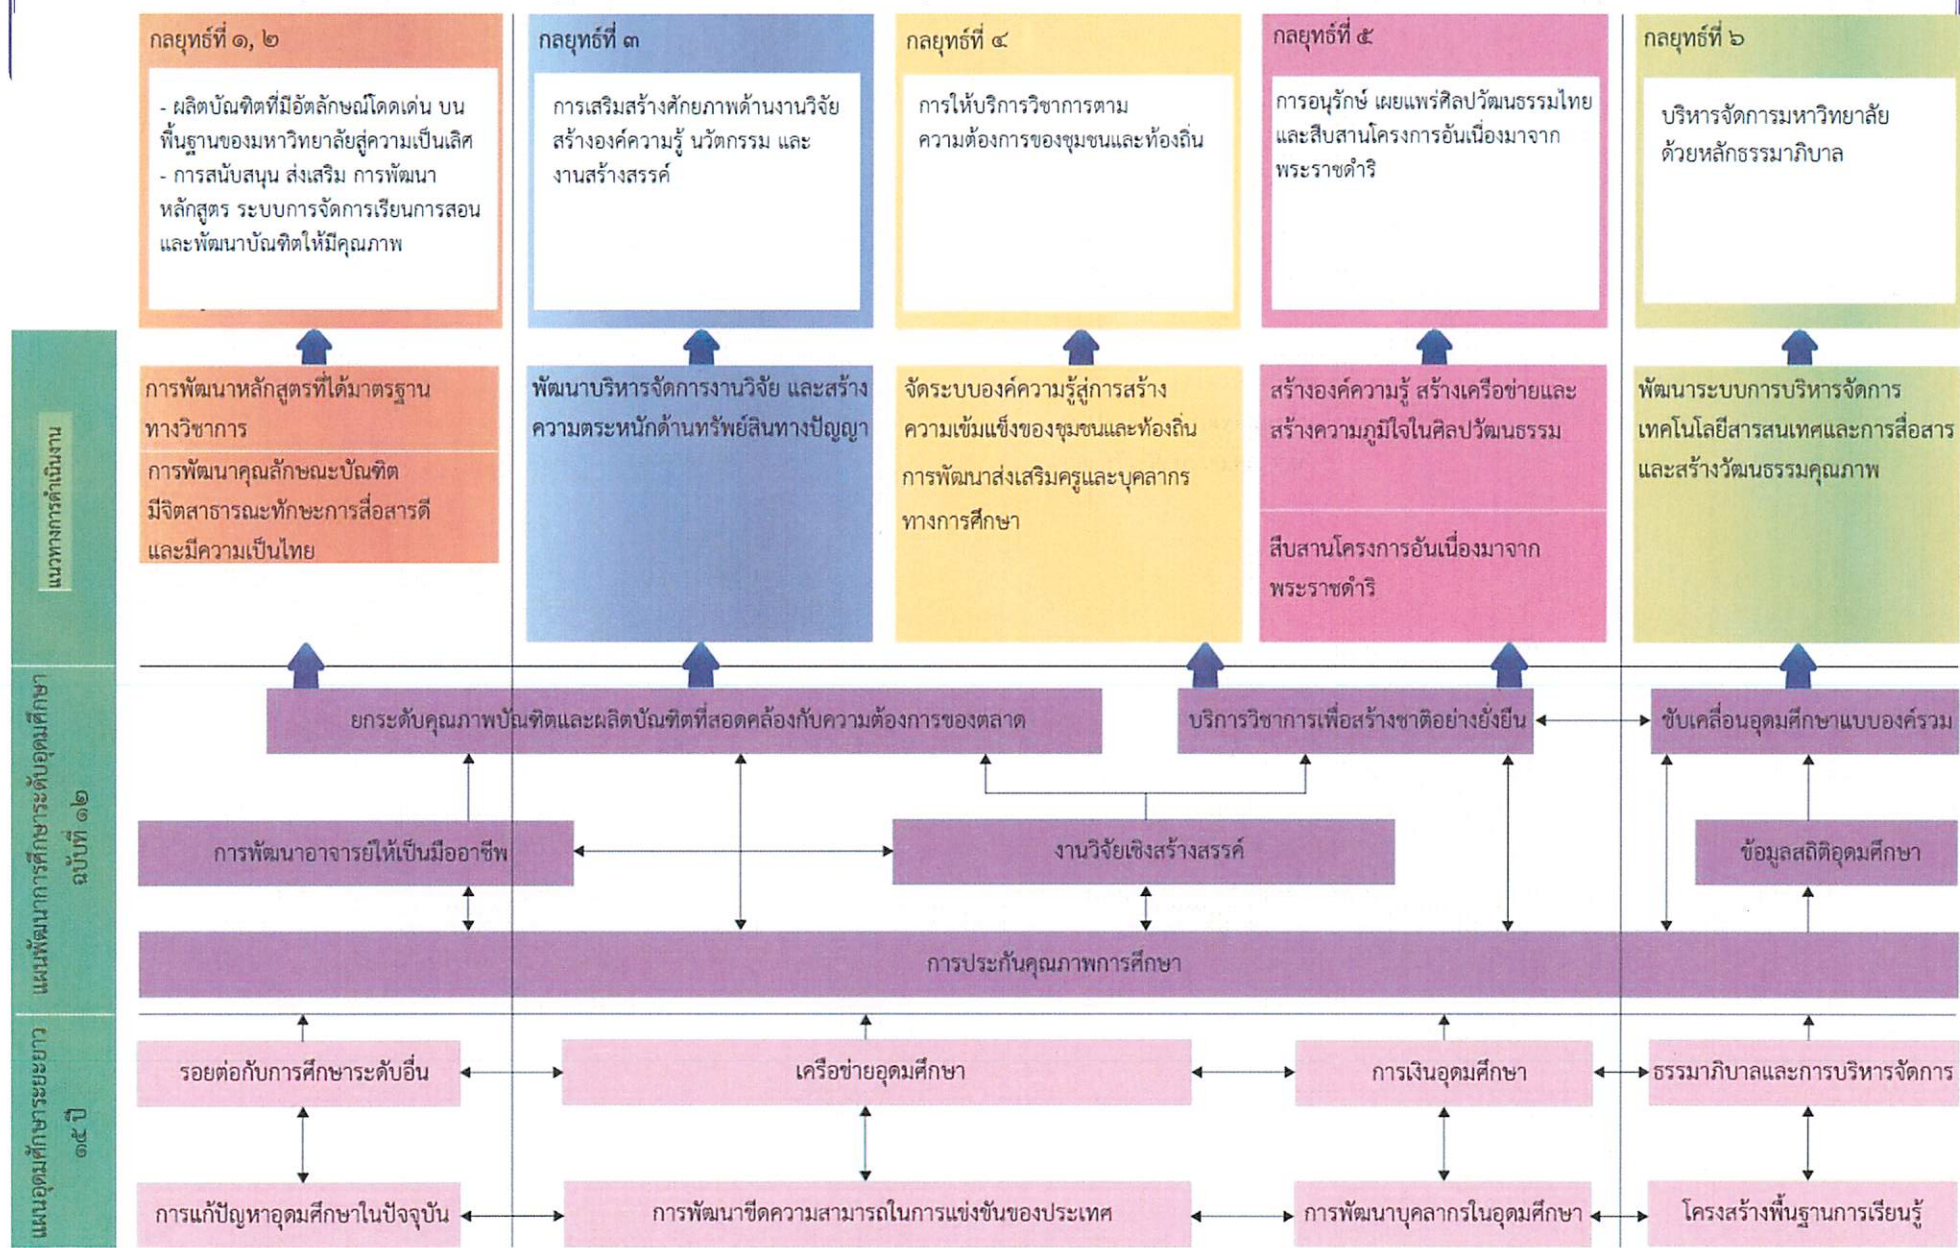 กลยุทธ์ที่ ๑, ๒
- ผลิตบัณฑิตที่มีอัตลักษณ์โดดเด่น บน
พื้นฐานของมหาวิทยาลัยสู่ความเป็นเลิศ
- การสนับสนุน ส่งเสริม การพัฒนา
หลักสูตร ระบบการจัดการเรียนการสอน
และพัฒนาบัณฑิตให้มีคุณภาพ
กลยุทธ์ที่ ๓
การเสริมสร้างศักยภาพด้านงานวิจัย
สร้างองค์ความรู้ นวัตกรรม และ
งานสร้างสรรค์
กลยุทธ์ที่ ๔
การให้บริการวิชาการตาม
ความต้องการของชุมชนและท้องถิ่น
กลยุทธ์ที่ ๕
การอนุรักษ์ เผยแพร่ศิลปวัฒนธรรมไทย
และสืบสานโครงการอันเนื่องมาจาก
พระราชดำริ
กลยุทธ์ที่ ๖
บริหารจัดการมหาวิทยาลัย
ด้วยหลักธรรมาภิบาล
แนวทางการดำเนินงาน
การพัฒนาหลักสูตรที่ได้มาตรฐาน
ทางวิชาการ
การพัฒนาคุณลักษณะบัณฑิต
มีจิตสาธารณะทักษะการสื่อสารดี
และมีความเป็นไทย
พัฒนาบริหารจัดการงานวิจัย และสร้าง
ความตระหนักด้านทรัพย์สินทางปัญญา
จัดระบบองค์ความรู้สู่การสร้าง
ความเข้มแข็งของชุมชนและท้องถิ่น
การพัฒนาส่งเสริมครูและบุคลากร
ทางการศึกษา
สร้างองค์ความรู้ สร้างเครือข่ายและ
สร้างความภูมิใจในศิลปวัฒนธรรม
สืบสานโครงการอันเนื่องมาจาก
พระราชดำริ
พัฒนาระบบการบริหารจัดการ
เทคโนโลยีสารสนเทศและการสื่อสาร
และสร้างวัฒนธรรมคุณภาพ
แผนพัฒนาการศึกษาระดับอุดมศึกษา
ฉบับที่ ๑๒
ยกระดับคุณภาพบัณฑิตและผลิตบัณฑิตที่สอดคล้องกับความต้องการของตลาด
บริการวิชาการเพื่อสร้างชาติอย่างยั่งยืน
ขับเคลื่อนอุดมศึกษาแบบองค์รวม
การพัฒนาอาจารย์ให้เป็นมืออาชีพ
งานวิจัยเชิงสร้างสรรค์
ข้อมูลสถิติอุดมศึกษา
การประกันคุณภาพการศึกษา
แผนอุดมศึกษาระยะยาว
๑๕ ปี
รอยต่อกับการศึกษาระดับอื่น
เครือข่ายอุดมศึกษา
การเงินอุดมศึกษา
ธรรมาภิบาลและการบริหารจัดการ
การแก้ปัญหาอุดมศึกษาในปัจจุบัน
การพัฒนาขีดความสามารถในการแข่งขันของประเทศ
การพัฒนาบุคลากรในอุดมศึกษา
โครงสร้างพื้นฐานการเรียนรู้